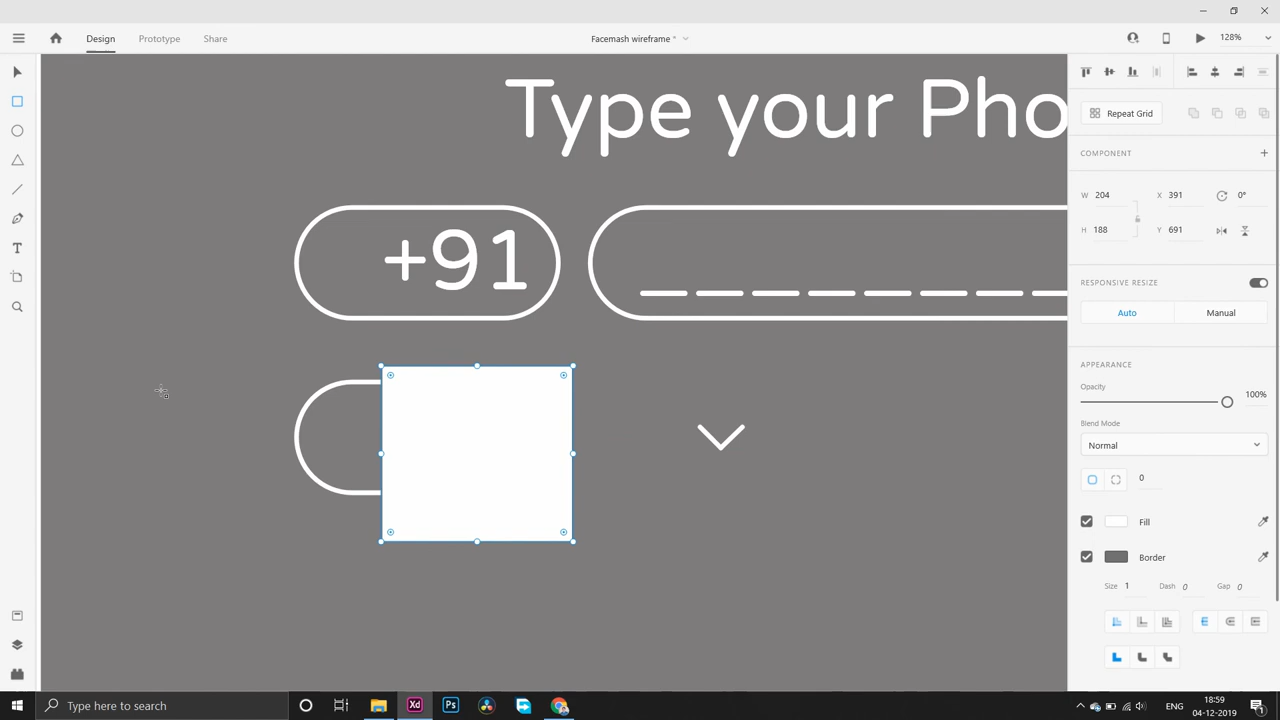 Design
Prototype
Share
Facemash wireframe *
128%
Type your Pho
+91
Repeat Grid
COMPONENT
W 204
X 391
0°
H 188
Y 691
RESPONSIVE RESIZE
Auto
Manual
APPEARANCE
Opacity
100%
Blend Mode
Normal
0
Fill
Border
Size 1
Dash 0
Gap 0
Type here to search
Xd
Ps
ENG
18:59
04-12-2019